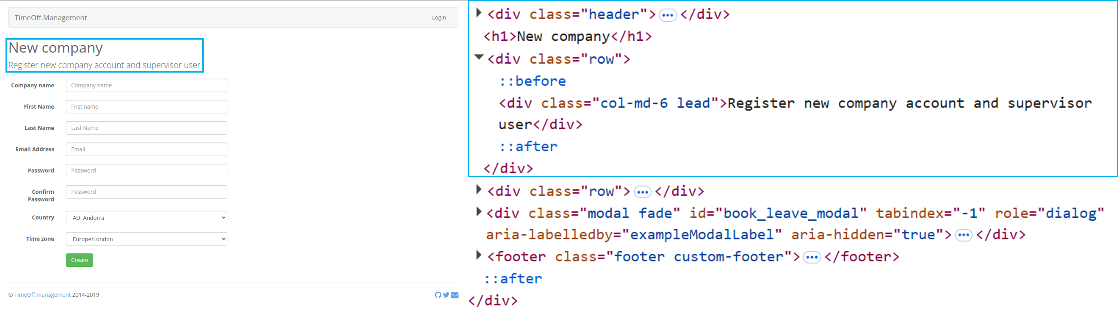 TimeOff.Management Login
New company
Register new company account and supervisor user
Company name Company name
First Name First name
Last Name Last Name
Email Address Email
Password Password
Confirm Password Password
Country AD: Andorra
Time zone Europe/London
Create
© TimeOff.management 2014-2019
<div class="header"> ••• </div>
<h1>New company</h1>
<div class="row">
::before
<div class="col-md-6 lead">Register new company account and supervisor
user</div>
::after
</div>
<div class="row"> ••• </div>
<div class="modal fade" id="book_leave_modal" tabindex="-1" role="dialog"
aria-labelledby="exampleModalLabel" aria-hidden="true"> ••• </div>
<footer class="footer custom-footer"> ••• </footer>
::after
</div>